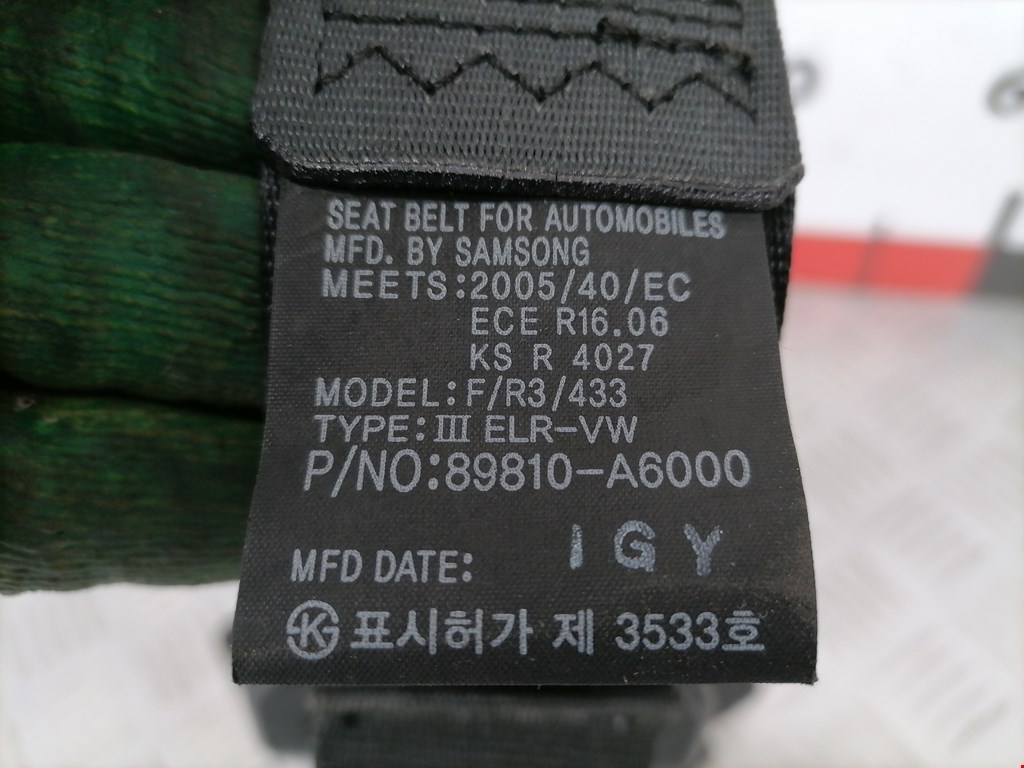 SEAT BELT FOR AUTOMOBILES
MFD. BY SAMSONG
MEETS:2005/40/EC
ECE R16.06
KS R 4027
MODEL:F/R3/433
TYPE:Ⅲ ELR-VW
P/NO:89810-A6000
MFD DATE: IGY
표시허가 제 3533호